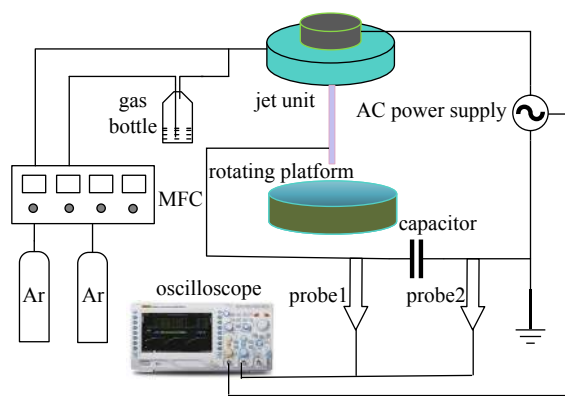 gas
bottle
jet unit
AC power supply
rotating platform
MFC
capacitor
Ar
Ar
oscilloscope
probe1
probe2